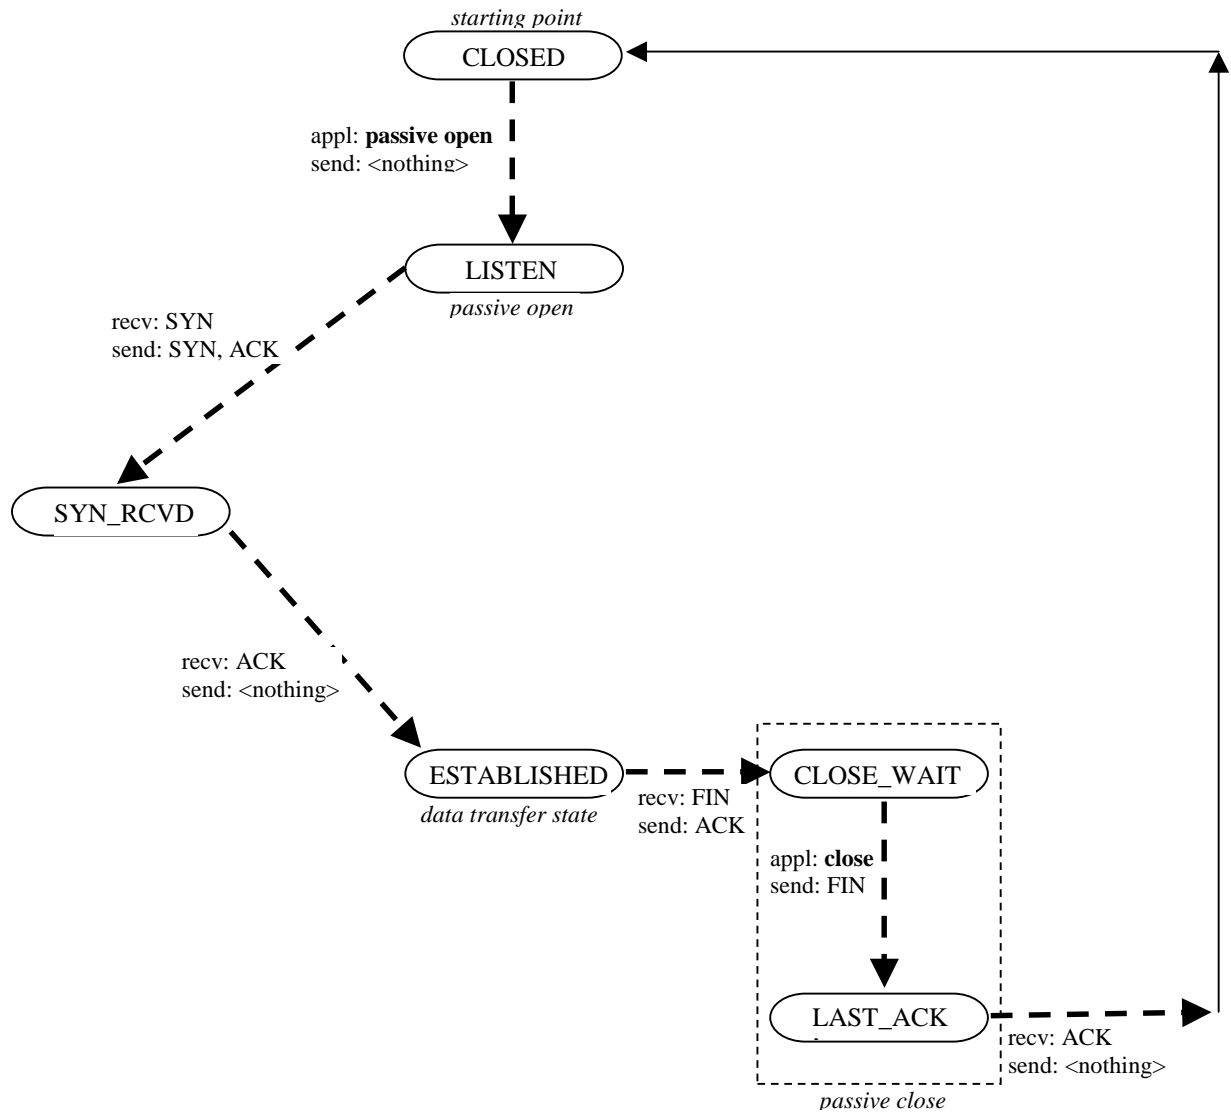 starting point
CLOSED
appl: passive open
send: <nothing>
LISTEN
passive open
recv: SYN
send: SYN, ACK
SYN_RCVD
recv: ACK
send: <nothing>
ESTABLISHED
data transfer state
recv: FIN
send: ACK
CLOSE_WAIT
appl: close
send: FIN
LAST_ACK
recv: ACK
send: <nothing>
passive close